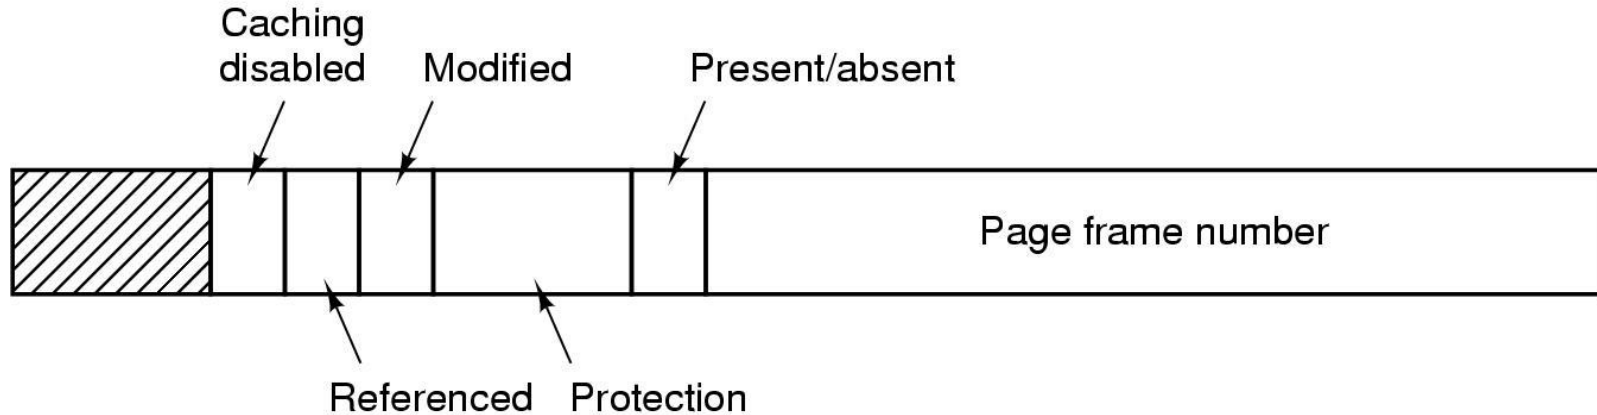 Caching
disabled
Modified
Present/absent
Page frame number
Referenced
Protection